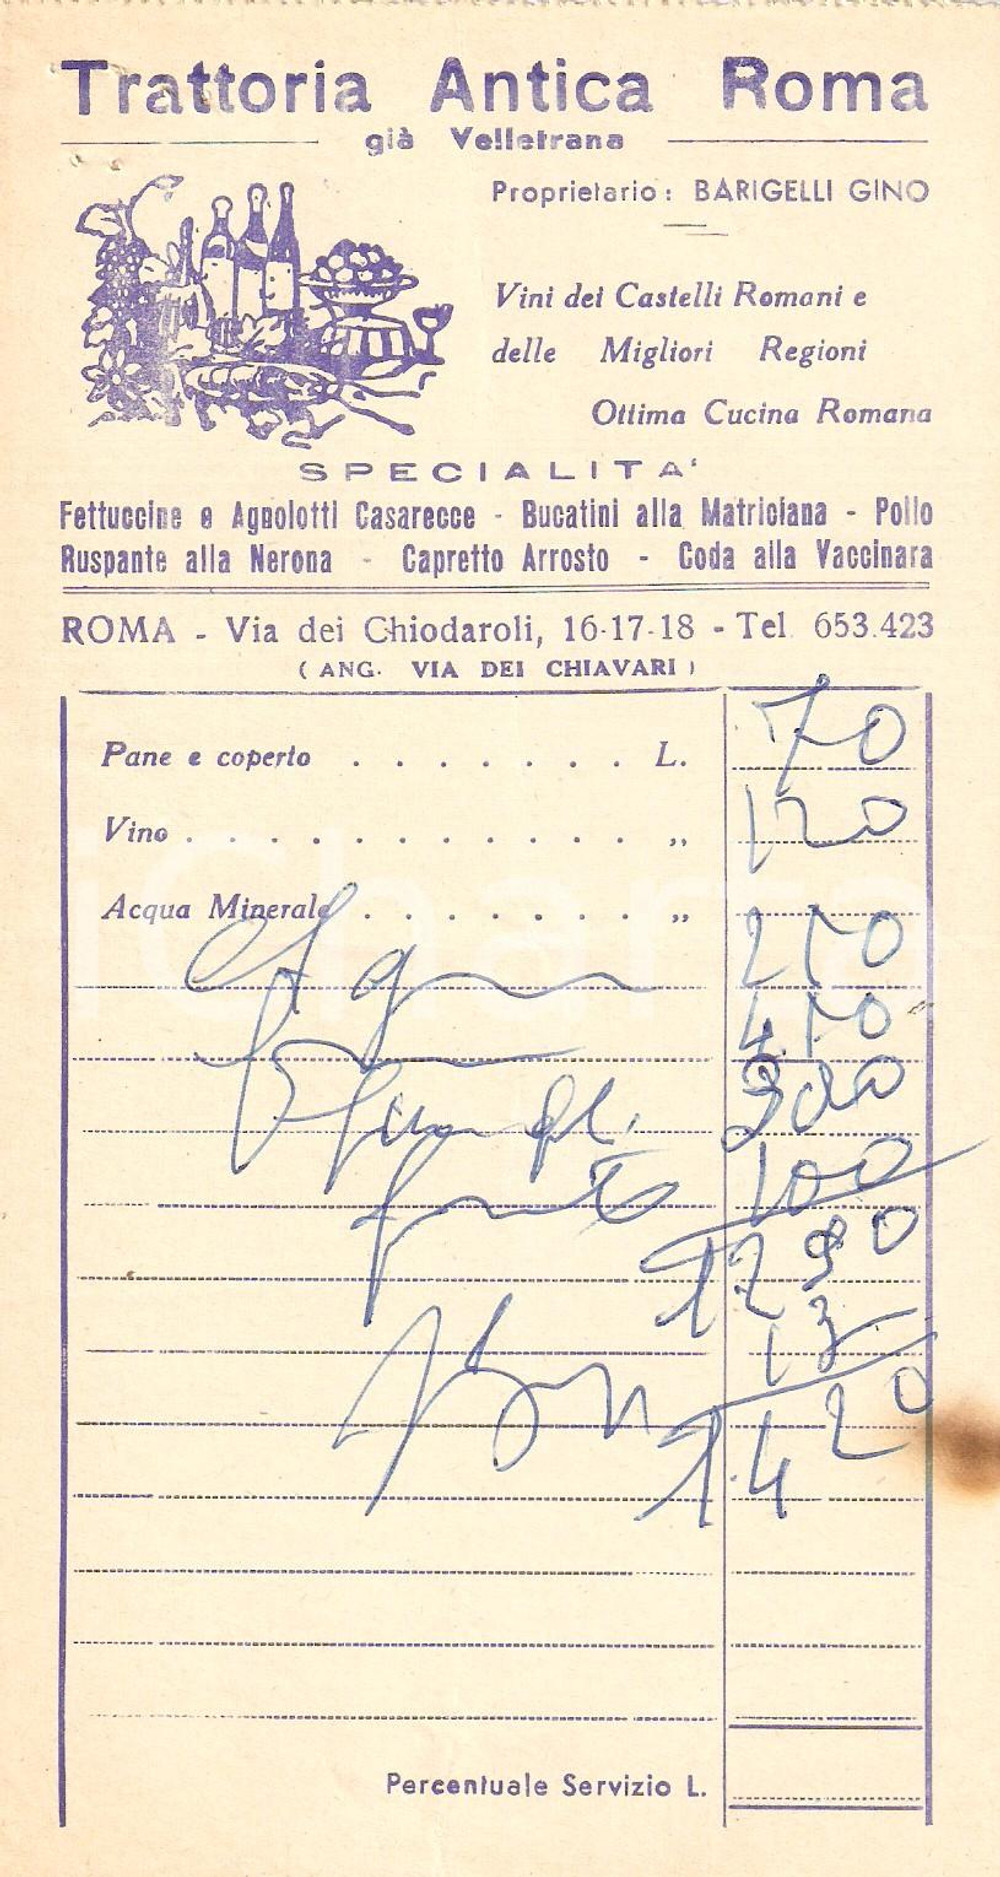 Trattoria Antica Roma
già Velletrana
Proprietario: BARIGELLI GINO
Vini dei Castelli Romani e
delle Migliori Regioni
Ottima Cucina Romana
SPECIALITA'
Fettuccine e Agnolotti Casarecce - Bucatini alla Matriciana - Pollo
Ruspante alla Nerona - Capretto Arrosto - Coda alla Vaccinara
ROMA - Via dei Chiodaroli, 16-17-18 - Tel. 653.423
( ANG. VIA DEI CHIAVARI )
Pane e coperto . . . . . . . L. 70
Vino . . . . . . . . . . . „ 120
Acqua Minerale . . . . . . . „
250
450
300
100
1290
13
1420
Percentuale Servizio L.